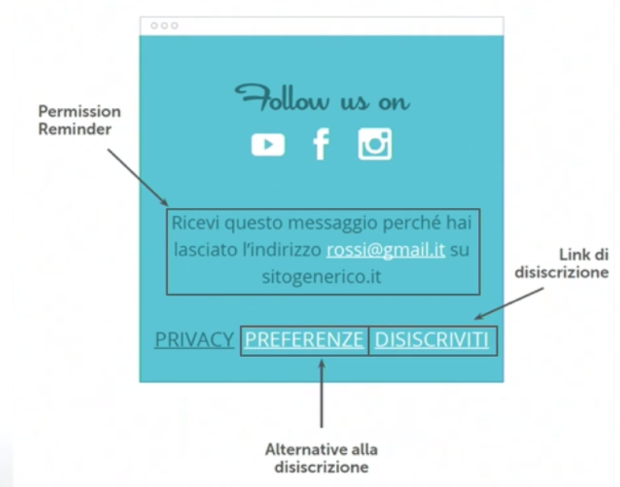 Follow us on
Permission
Reminder
Ricevi questo messaggio perché hai
lasciato l'indirizzo rossi@gmail.it su
sitogenerico.it
Link di
disiscrizione
PRIVACY PREFERENZE DISISCRIVITI
Alternative alla
disiscrizione